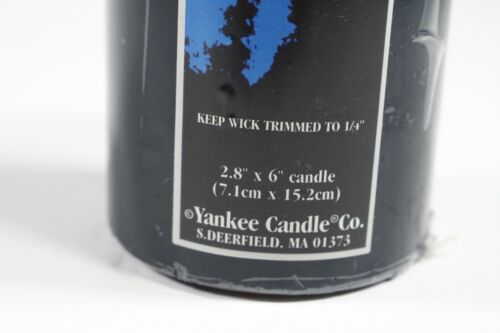 KEEP WICK TRIMMED TO 1/4"
2.8" x 6" candle
(7.1cm x 15.2cm)
©Yankee Candle®Co.
S.DEERFIELD, MA 01373